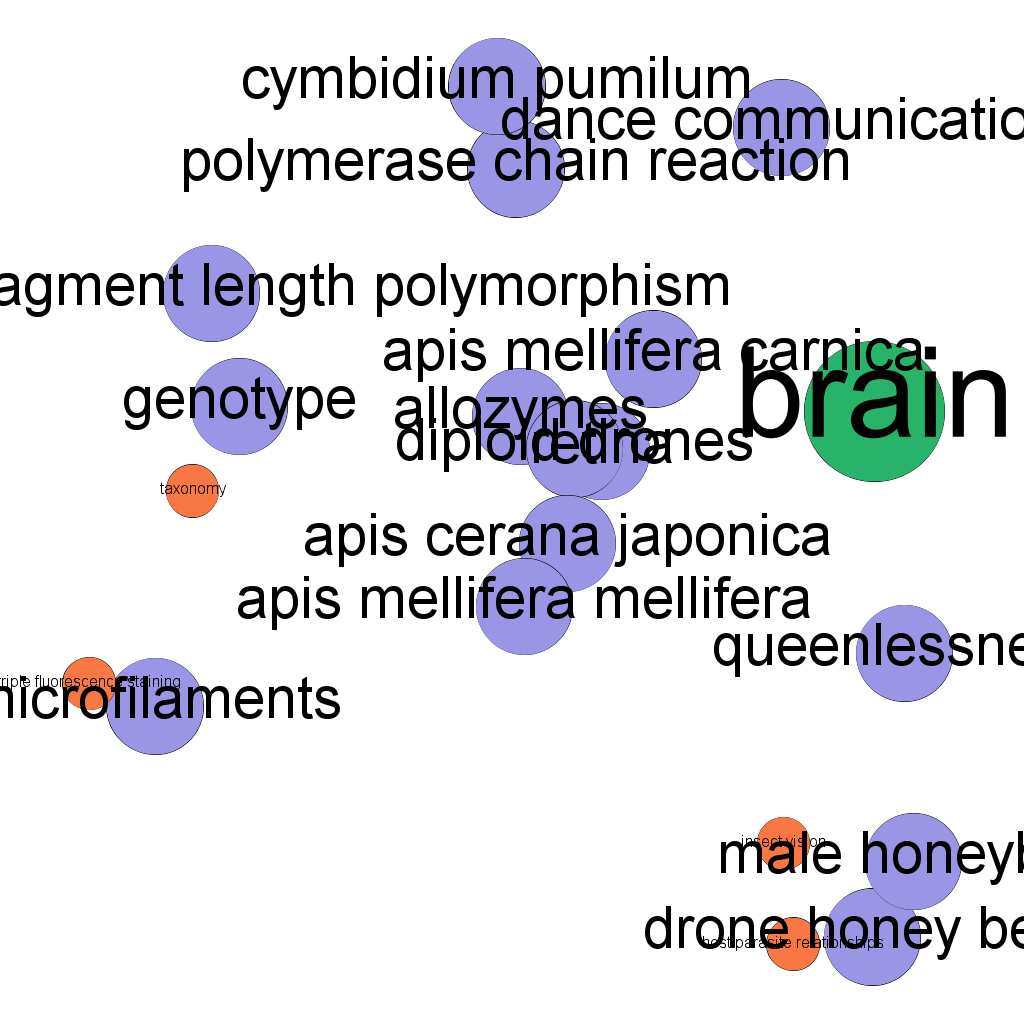 cymbidium pumilum
dance communicatio
polymerase chain reaction
agment length polymorphism
apis mellifera carnica
brain
genotype
allozymes
diploid drones
retina
taxonomy
apis cerana japonica
apis mellifera mellifera
queenlessne
triple fluorescence staining
microfilaments
insect vision
male honeyb
drone honey be
host parasite relationships